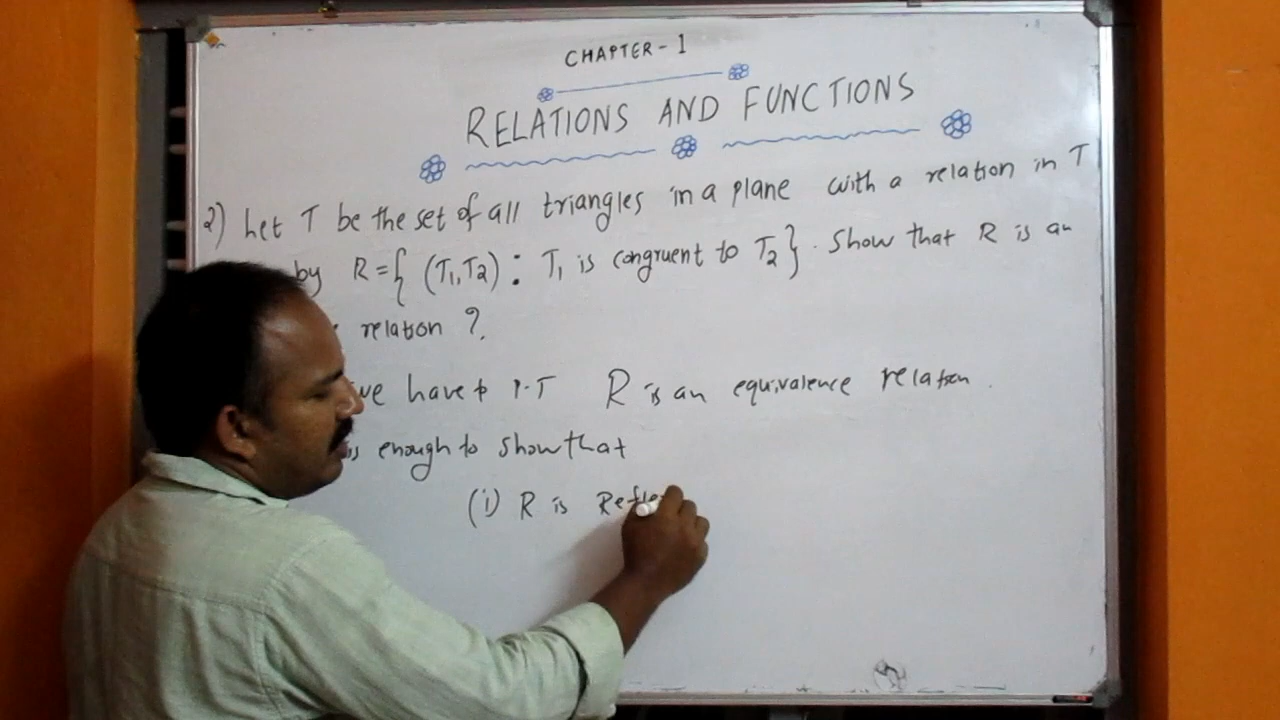 CHAPTER - 1
RELATIONS AND FUNCTIONS
2) Let T be the set of all triangles in a plane with a relation in T
by R = { (T₁, T₂) : T₁ is congruent to T₂ } . Show that R is an
relation ?
we have P.T R is an equivalence relation .
is enough to show that
(i) R is Refle